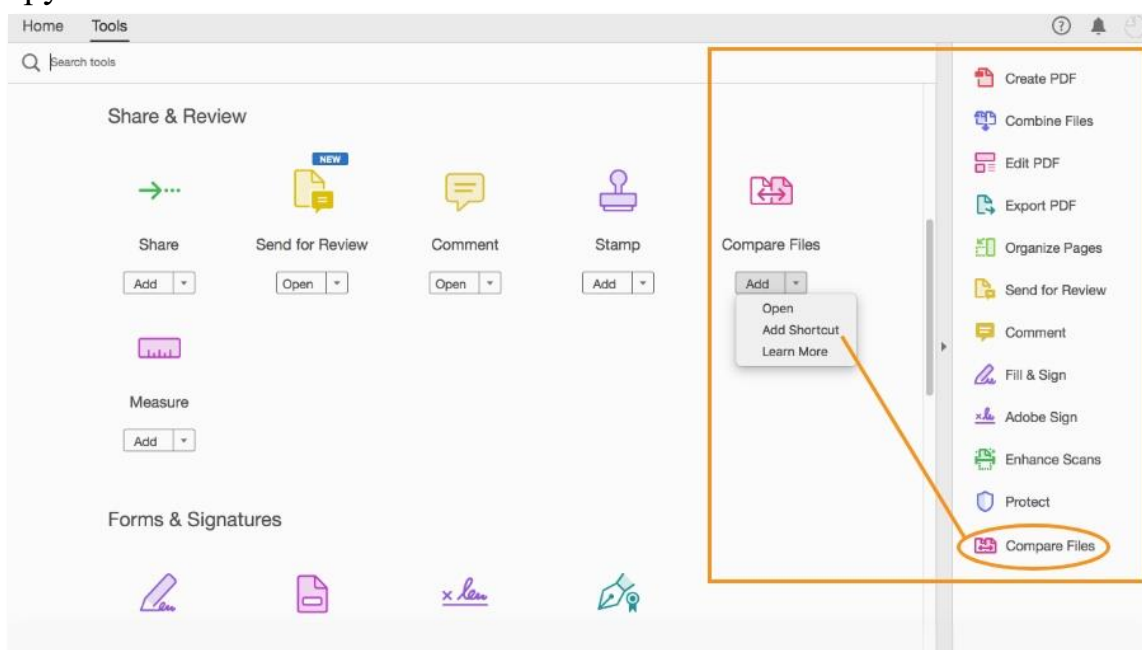 Home Tools
Search tools
Share & Review
NEW
Share Send for Review Comment Stamp Compare Files
Add Open Open Add Add
Open
Add Shortcut
Learn More
Measure
Add
Forms & Signatures
Create PDF
Combine Files
Edit PDF
Export PDF
Organize Pages
Send for Review
Comment
Fill & Sign
Adobe Sign
Enhance Scans
Protect
Compare Files